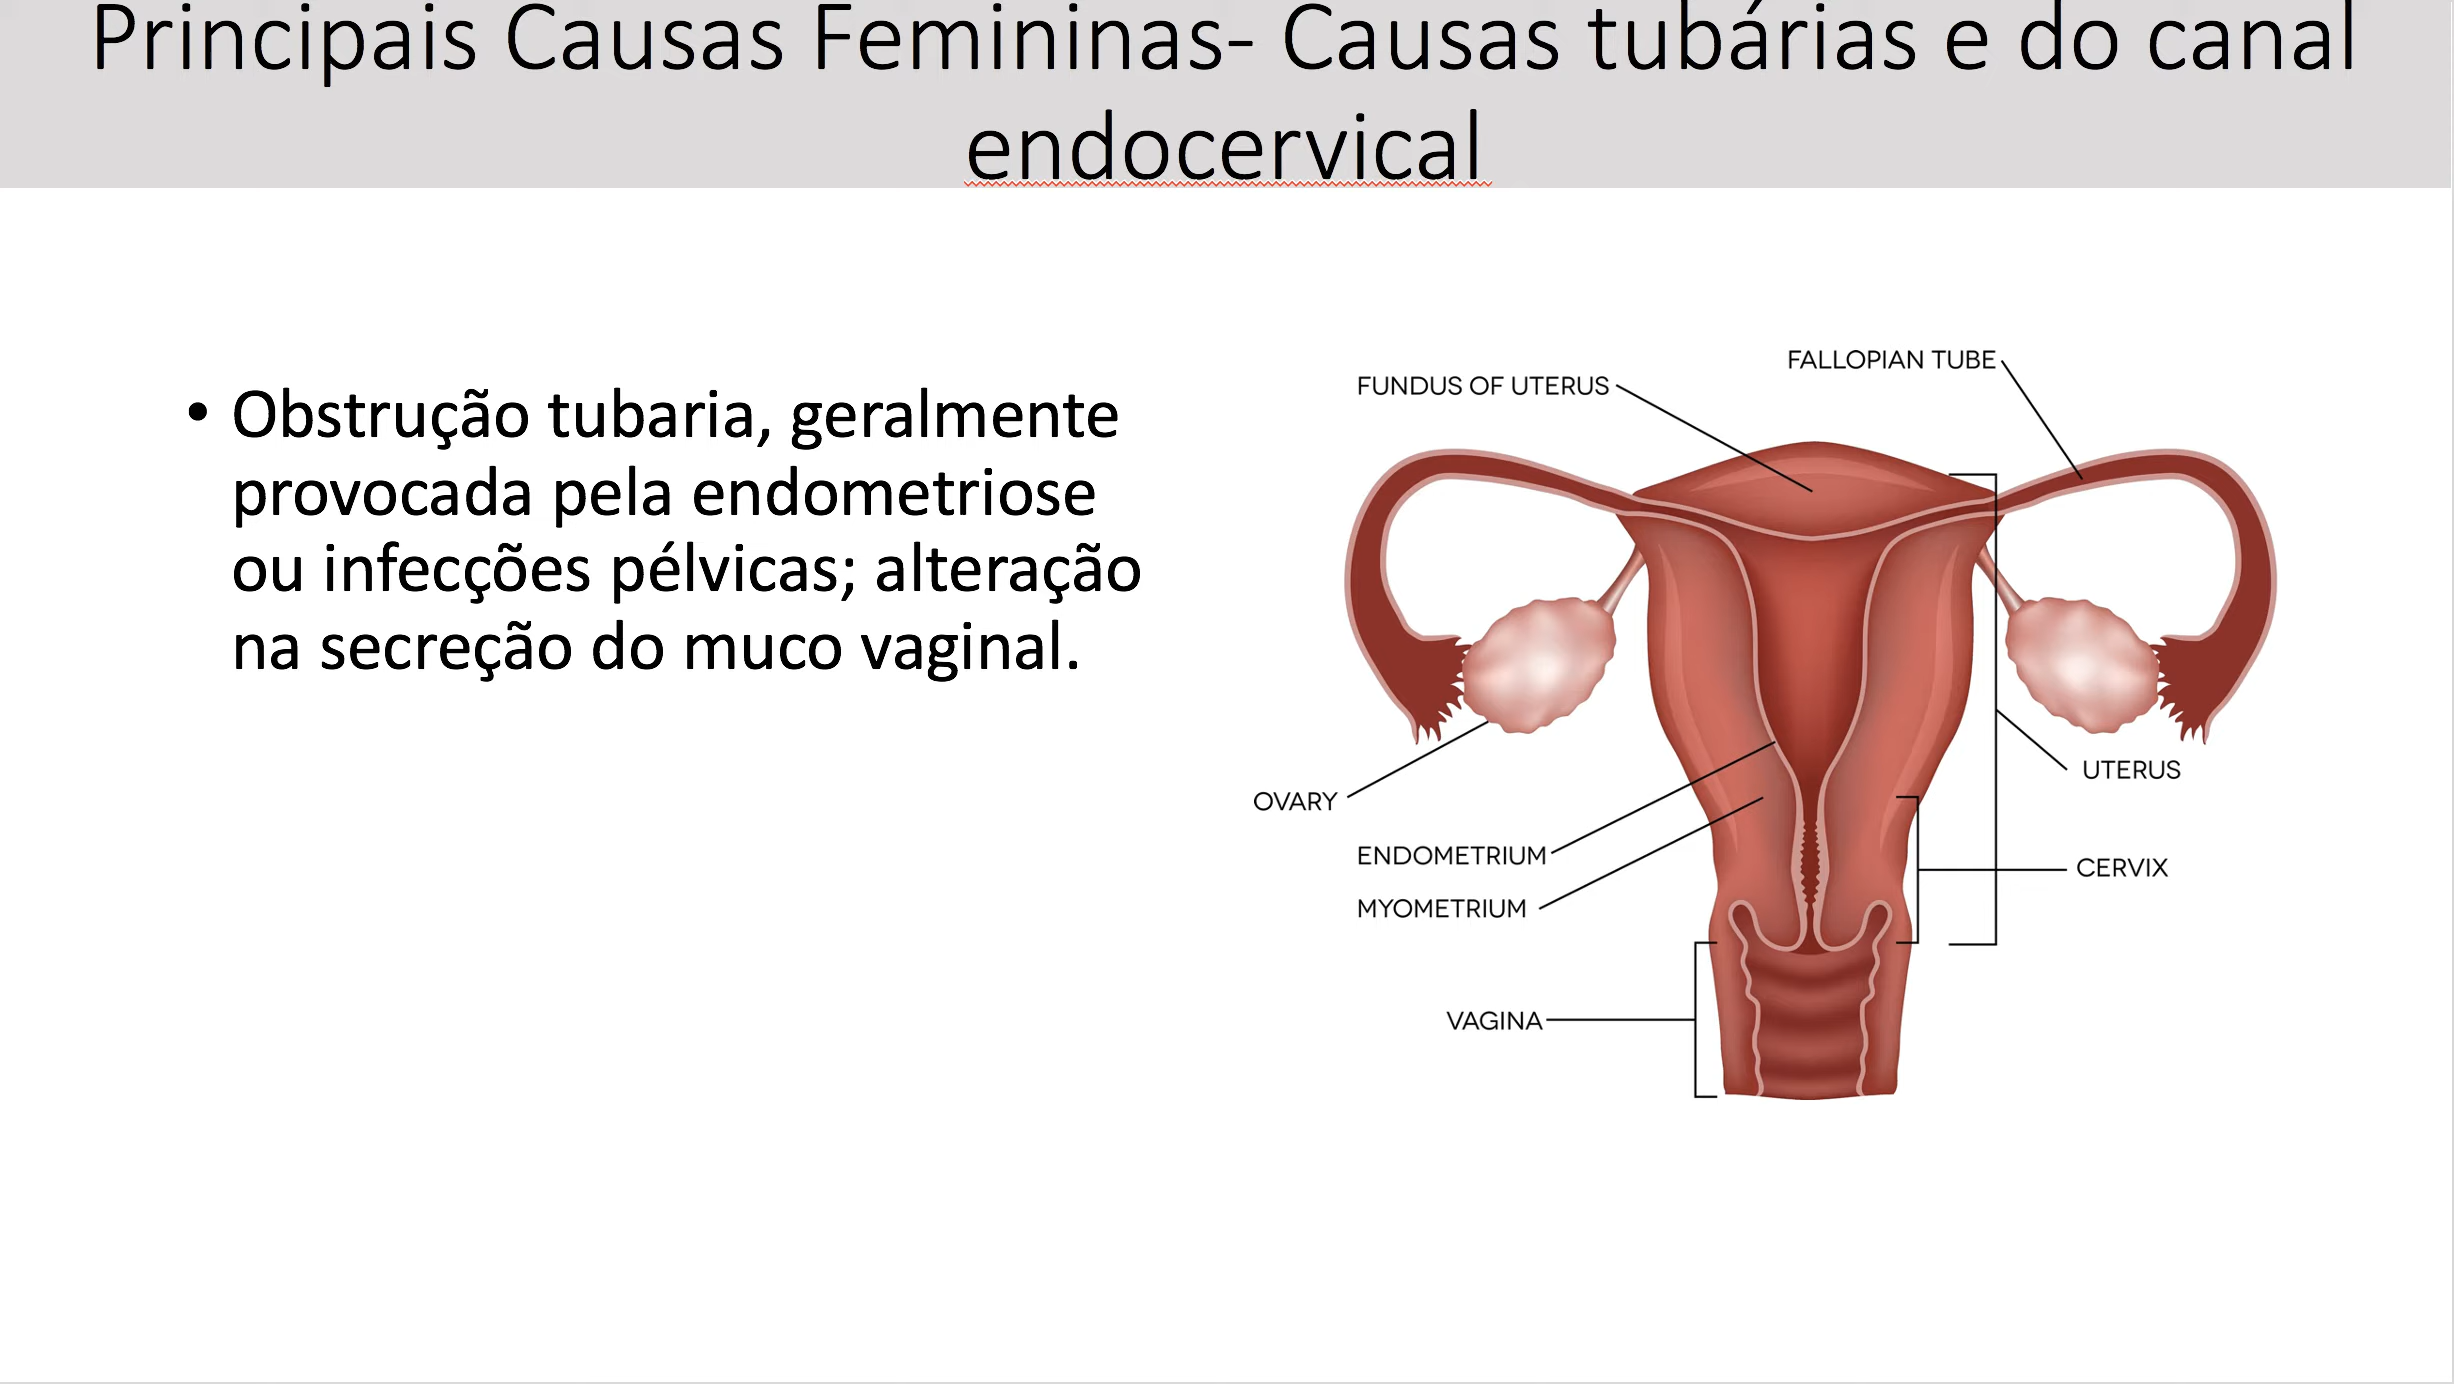 Principais Causas Femininas- Causas tubárias e do canal
endocervical
• Obstrução tubaria, geralmente
provocada pela endometriose
ou infecções pélvicas; alteração
na secreção do muco vaginal.
FALLOPIAN TUBE
FUNDUS OF UTERUS
OVARY
ENDOMETRIUM
MYOMETRIUM
VAGINA
UTERUS
CERVIX